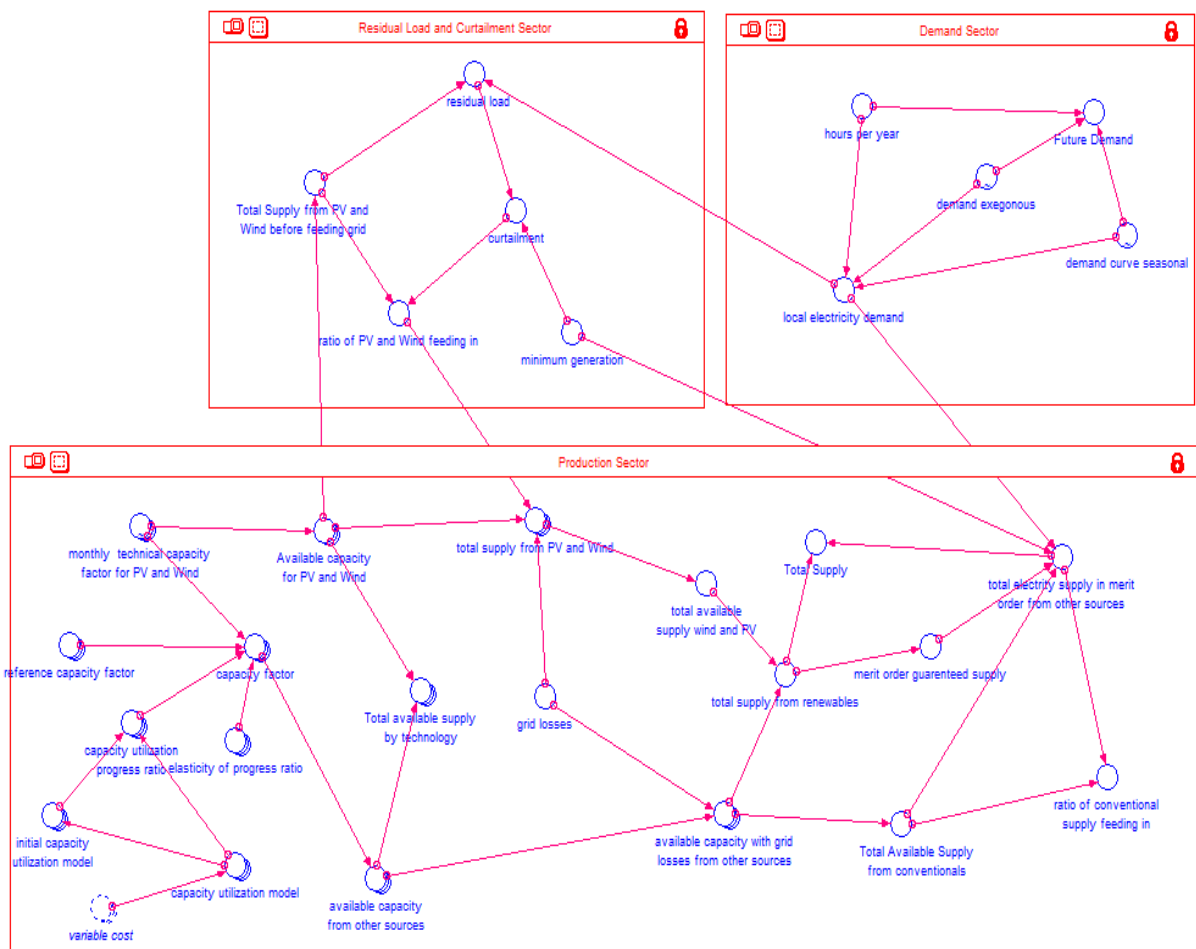 Residual Load and Curtailment Sector
residual load
Total Supply from PV and
Wind before feeding grid
curtailment
ratio of PV and Wind feeding in
minimum generation
Demand Sector
hours per year
Future Demand
demand exegonous
demand curve seasonal
local electricity demand
Production Sector
monthly technical capacity
factor for PV and Wind
Available capacity
for PV and Wind
total supply from PV and Wind
Total Supply
total electrity supply in merit
order from other sources
total available
supply wind and PV
reference capacity factor
capacity factor
merit order guarenteed supply
total supply from renewables
Total available supply
by technology
grid losses
capacity utilization
progress ratio
elasticity of progress ratio
ratio of conventional
supply feeding in
initial capacity
utilization model
available capacity with grid
losses from other sources
Total Available Supply
from conventionals
capacity utilization model
available capacity
from other sources
variable cost